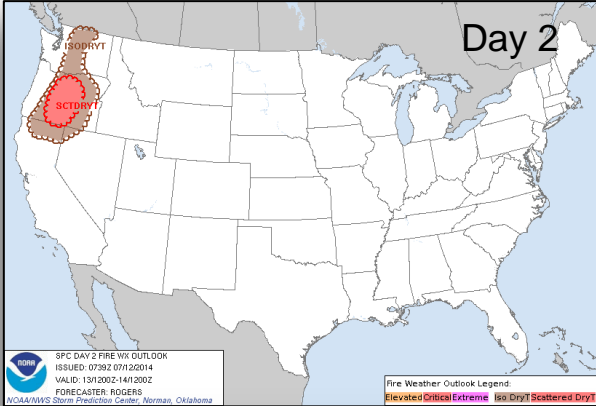 Day 2
ISODRYT
SCTDRYT
NOAA
SPC DAY 2 FIRE WX OUTLOOK
ISSUED: 0739Z 07/12/2014
VALID: 13/1200Z-14/1200Z
FORECASTER: ROGERS
NOAA/NWS Storm Prediction Center, Norman, Oklahoma
Fire Weather Outlook Legend:
Elevated Critical Extreme Iso DryT Scattered DryT